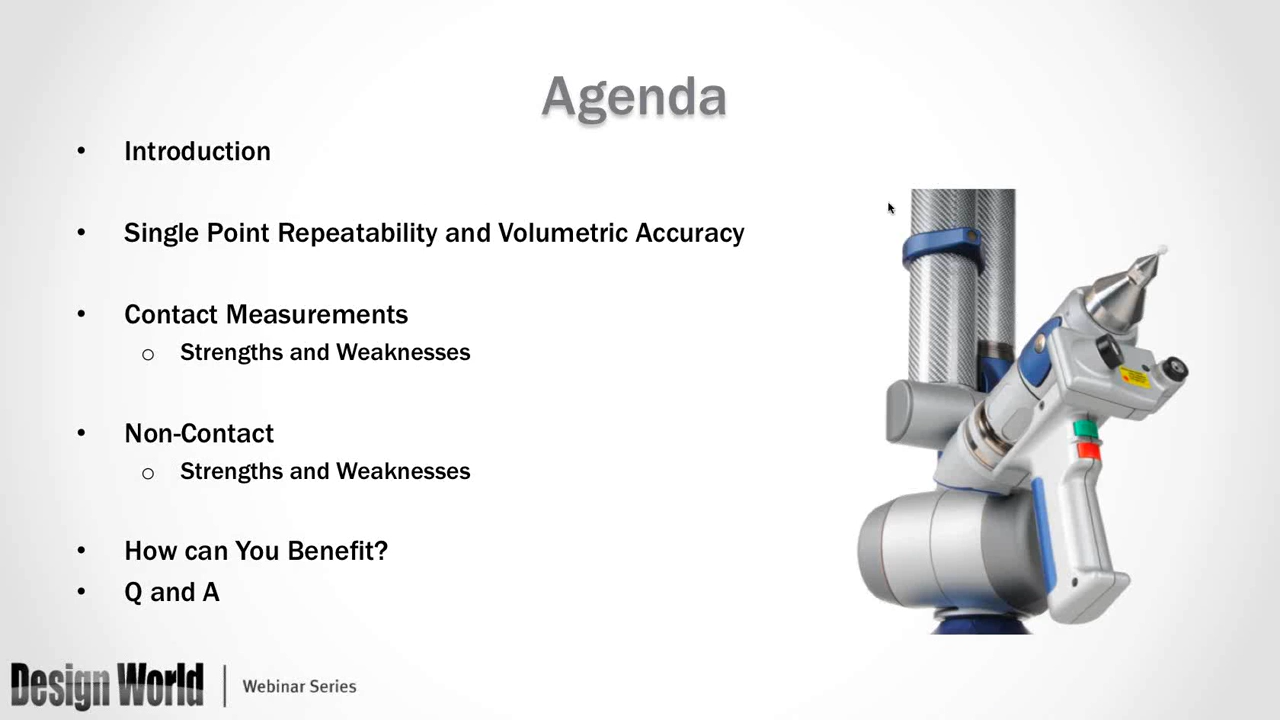 Agenda
• Introduction
• Single Point Repeatability and Volumetric Accuracy
• Contact Measurements
o Strengths and Weaknesses
• Non-Contact
o Strengths and Weaknesses
• How can You Benefit?
• Q and A
Design World | Webinar Series